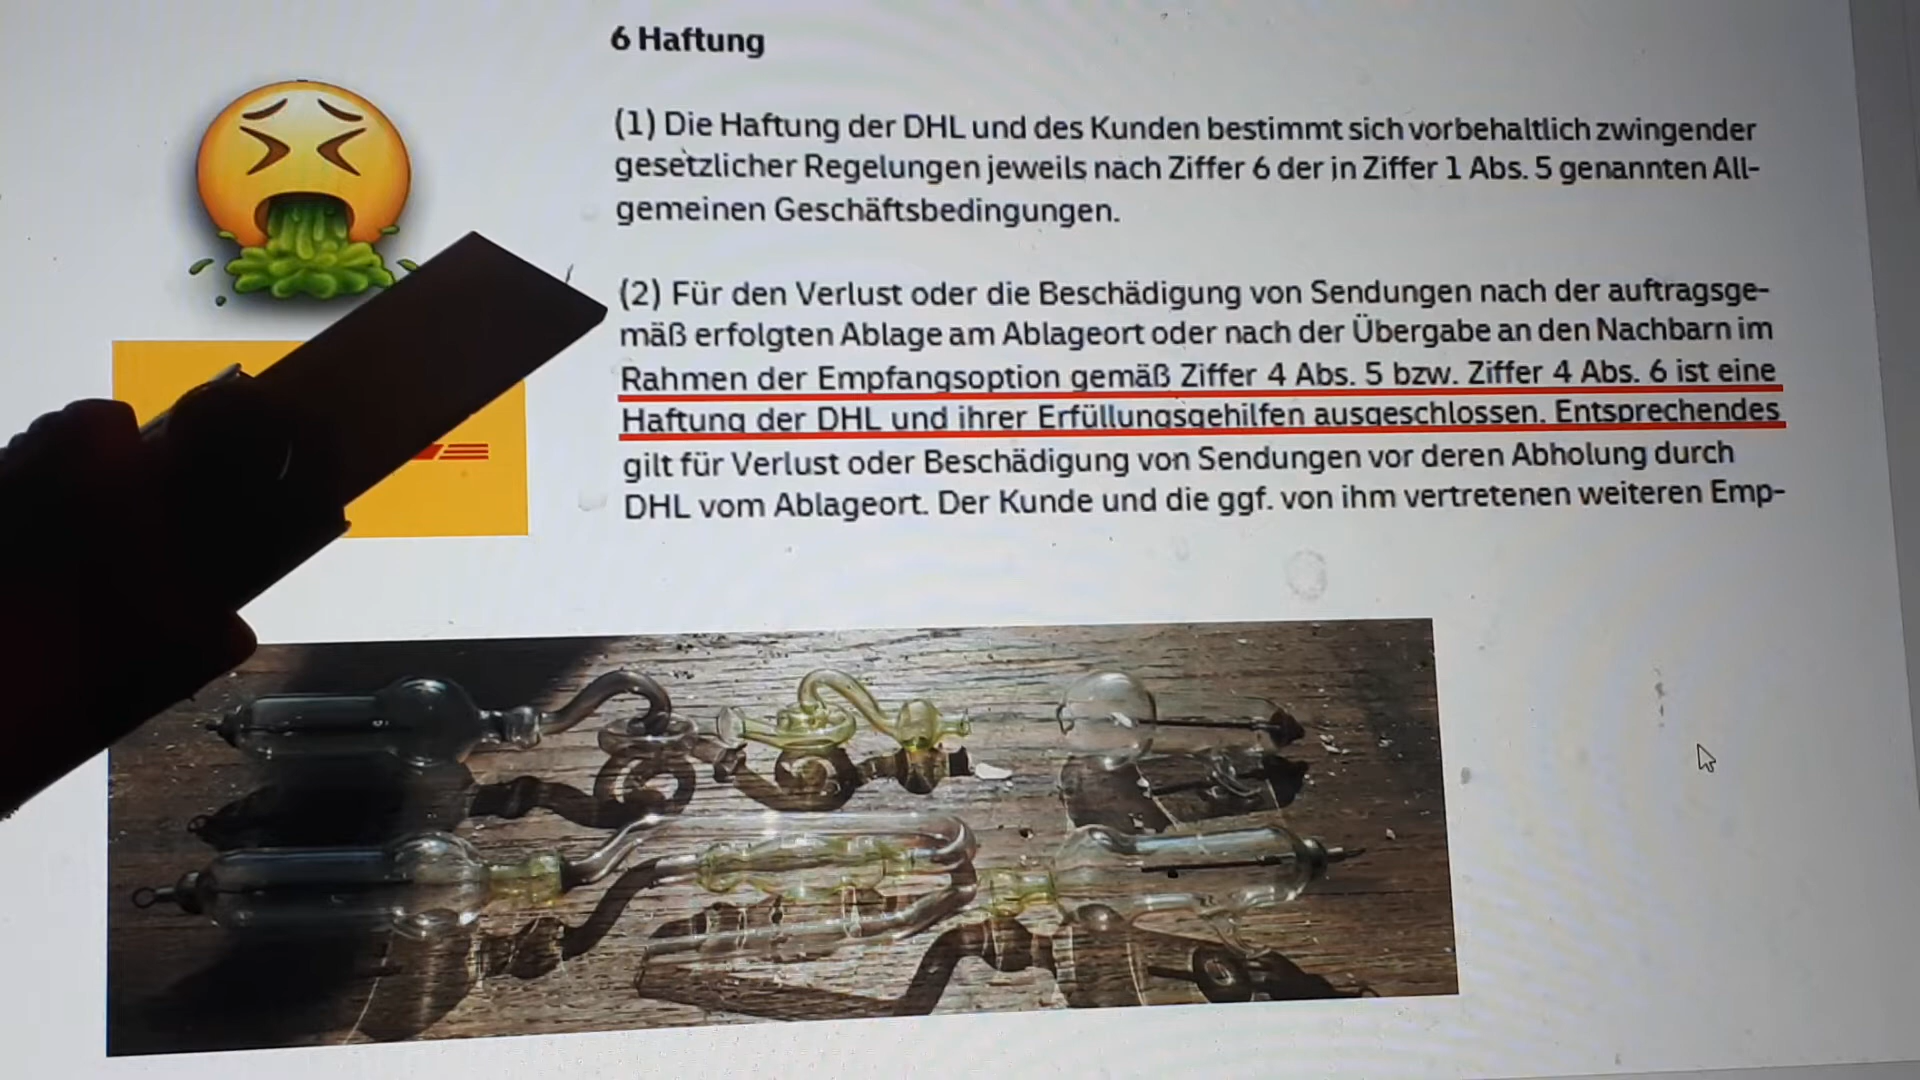 6 Haftung
(1) Die Haftung der DHL und des Kunden bestimmt sich vorbehaltlich zwingender
gesetzlicher Regelungen jeweils nach Ziffer 6 der in Ziffer 1 Abs. 5 genannten All-
gemeinen Geschäftsbedingungen.
(2) Für den Verlust oder die Beschädigung von Sendungen nach der auftragsge-
mäß erfolgten Ablage am Ablageort oder nach der Übergabe an den Nachbarn im
Rahmen der Empfangsoption gemäß Ziffer 4 Abs. 5 bzw. Ziffer 4 Abs. 6 ist eine
Haftung der DHL und ihrer Erfüllungsgehilfen ausgeschlossen. Entsprechendes
gilt für Verlust oder Beschädigung von Sendungen vor deren Abholung durch
DHL vom Ablageort. Der Kunde und die ggf. von ihm vertretenen weiteren Emp-